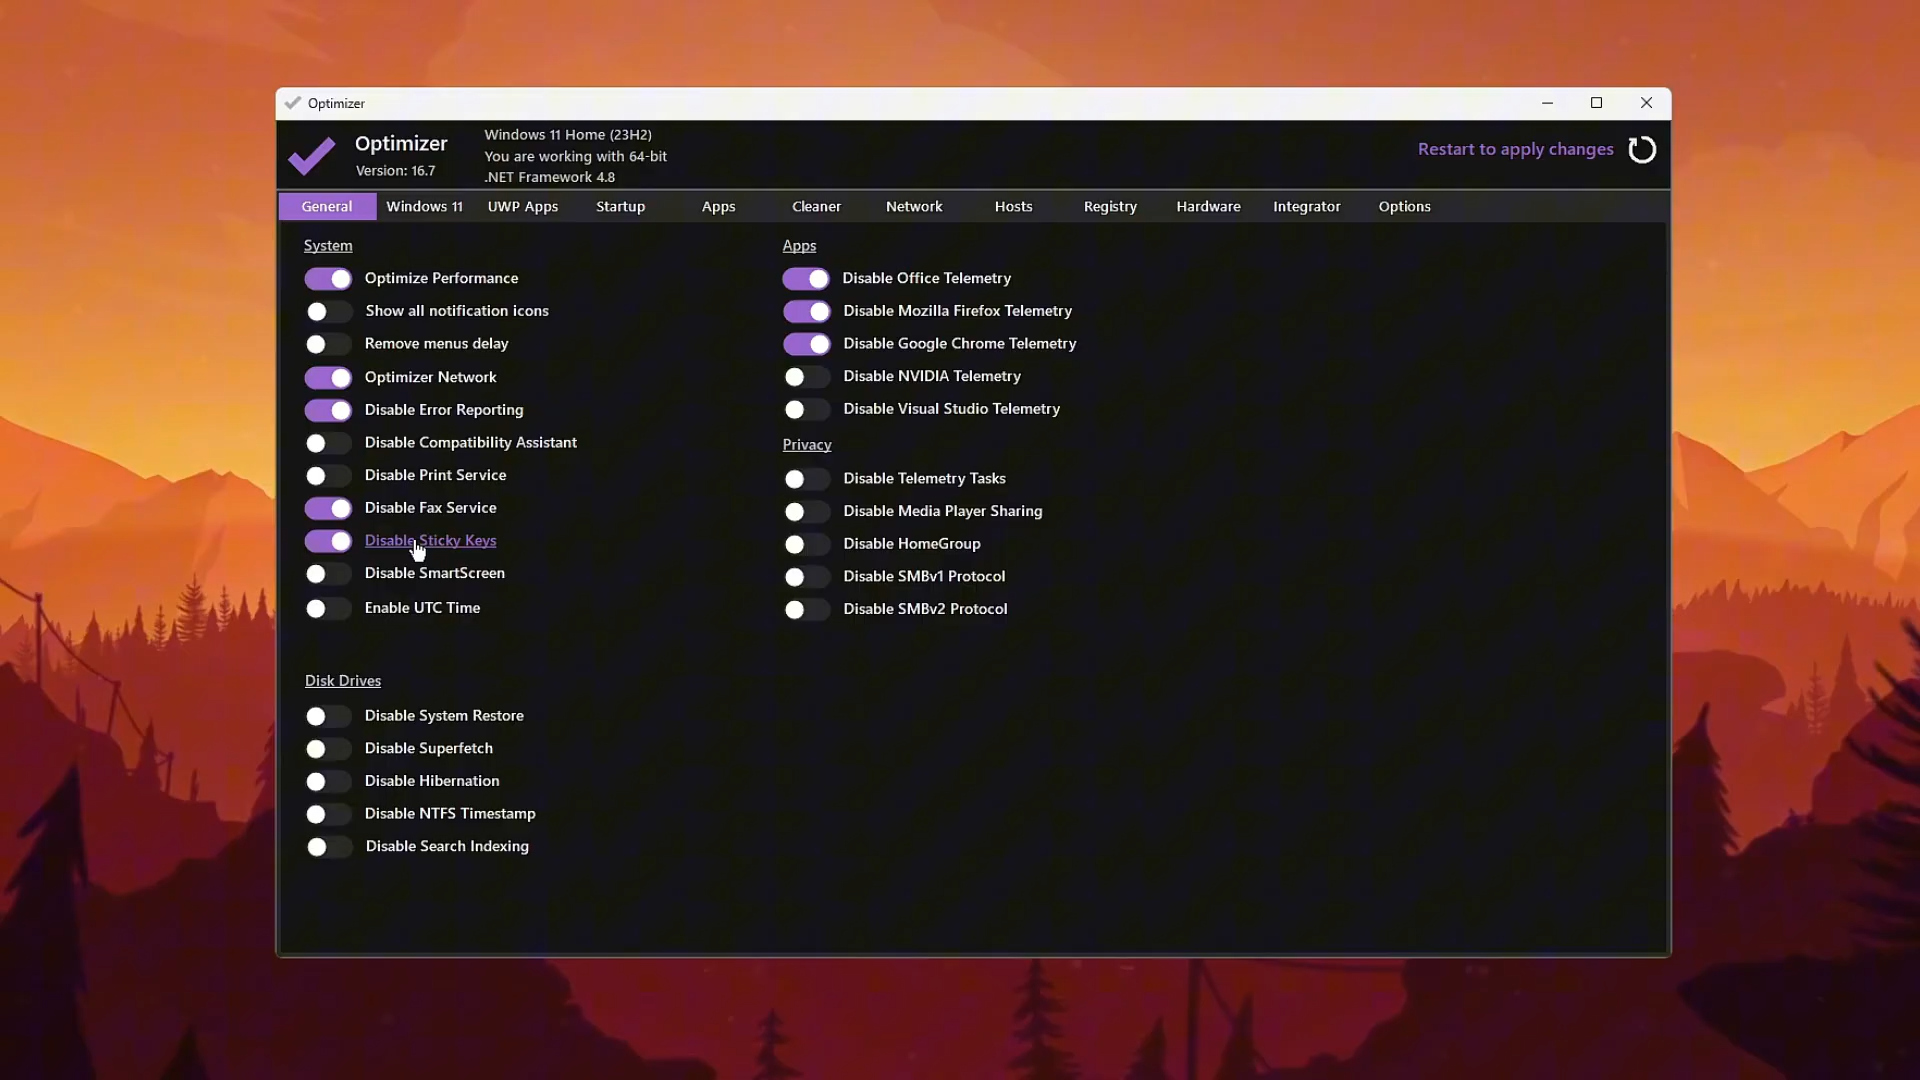 Optimizer
Optimizer
Version: 16.7
Windows 11 Home (23H2)
You are working with 64-bit
.NET Framework 4.8
Restart to apply changes
General Windows 11 UWP Apps Startup Apps Cleaner Network Hosts Registry Hardware Integrator Options
System
Optimize Performance
Show all notification icons
Remove menus delay
Optimizer Network
Disable Error Reporting
Disable Compatibility Assistant
Disable Print Service
Disable Fax Service
Disable Sticky Keys
Disable SmartScreen
Enable UTC Time
Disk Drives
Disable System Restore
Disable Superfetch
Disable Hibernation
Disable NTFS Timestamp
Disable Search Indexing
Apps
Disable Office Telemetry
Disable Mozilla Firefox Telemetry
Disable Google Chrome Telemetry
Disable NVIDIA Telemetry
Disable Visual Studio Telemetry
Privacy
Disable Telemetry Tasks
Disable Media Player Sharing
Disable HomeGroup
Disable SMBv1 Protocol
Disable SMBv2 Protocol